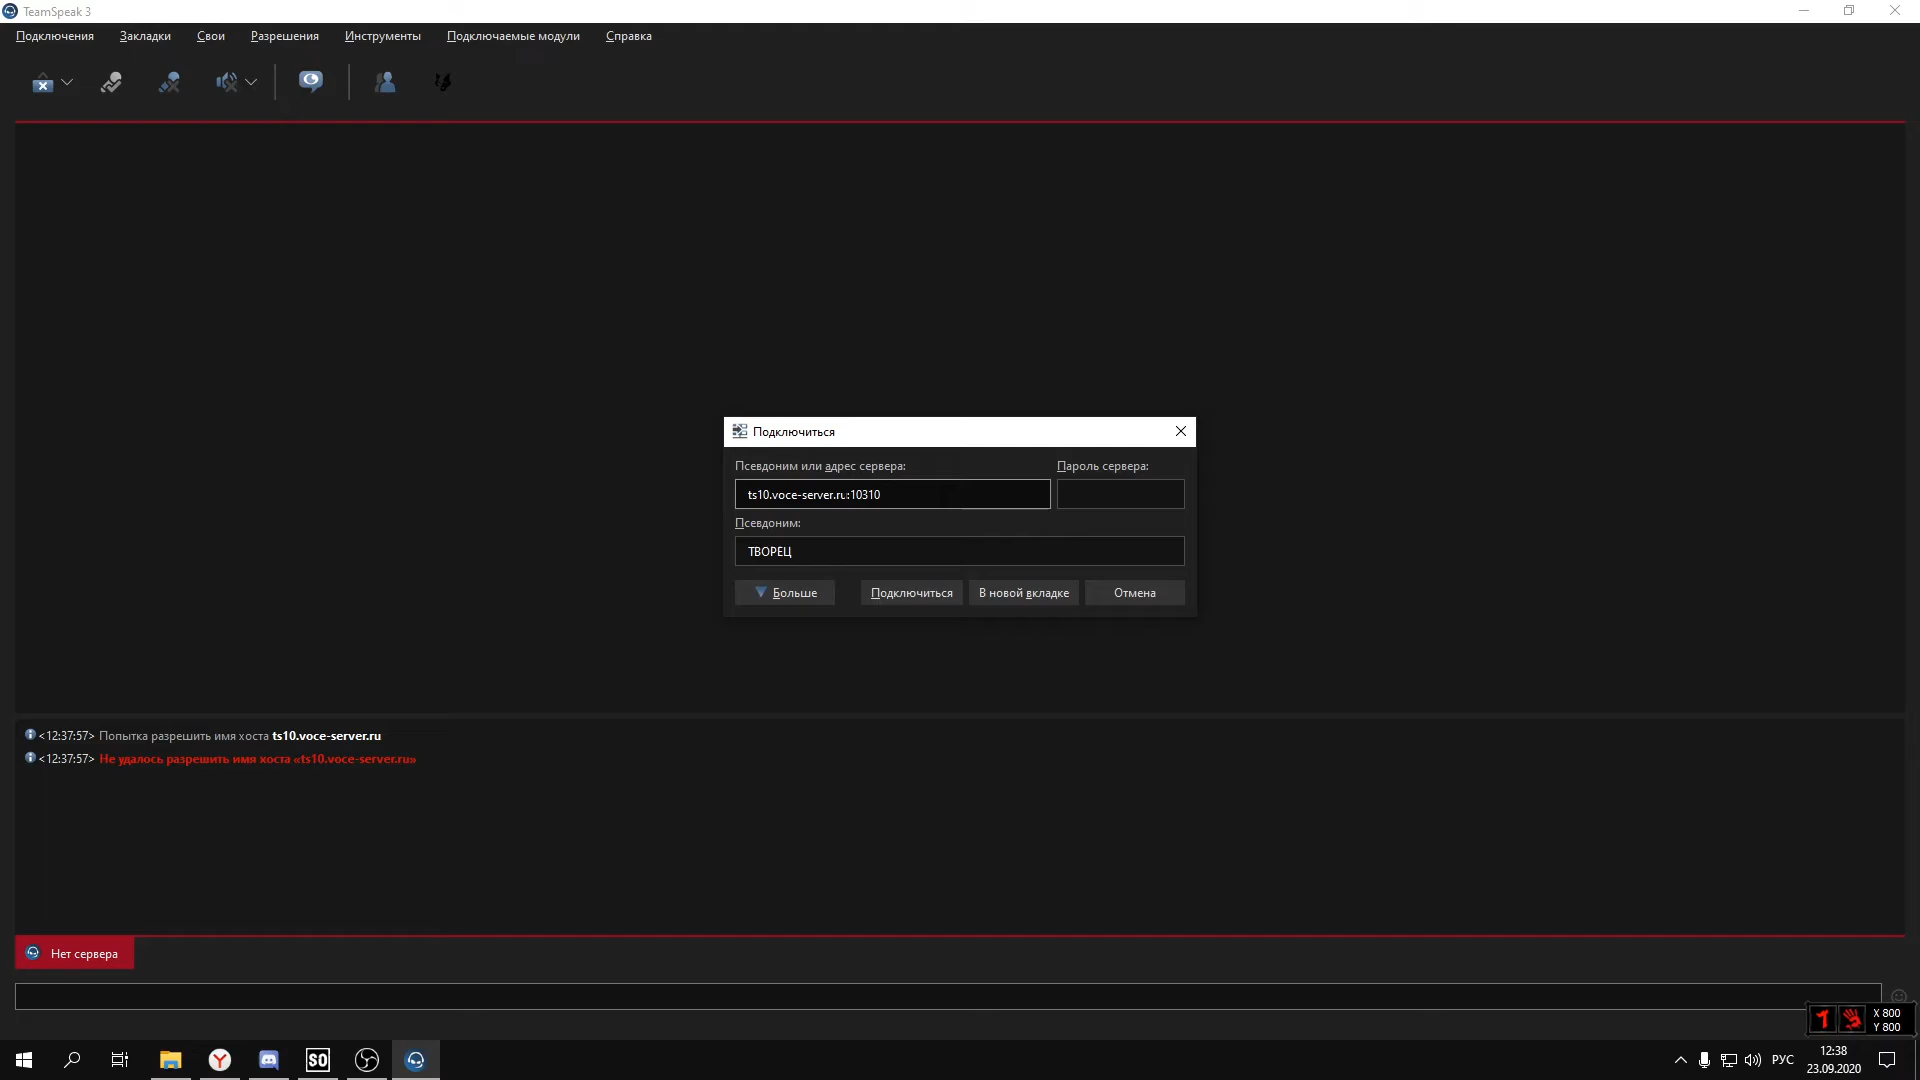 TeamSpeak 3
Подключения Закладки Свои Разрешения Инструменты Подключаемые модули Справка
Подключиться
Псевдоним или адрес сервера: Пароль сервера:
ts10.voce-server.ru:10310
Псевдоним:
ТВОРЕЦ
Больше Подключиться В новой вкладке Отмена
<12:37:57> Попытка разрешить имя хоста ts10.voce-server.ru
<12:37:57> Не удалось разрешить имя хоста «ts10.voce-server.ru»
Нет сервера
X 800
Y 800
SO
РУС
12:38
23.09.2020